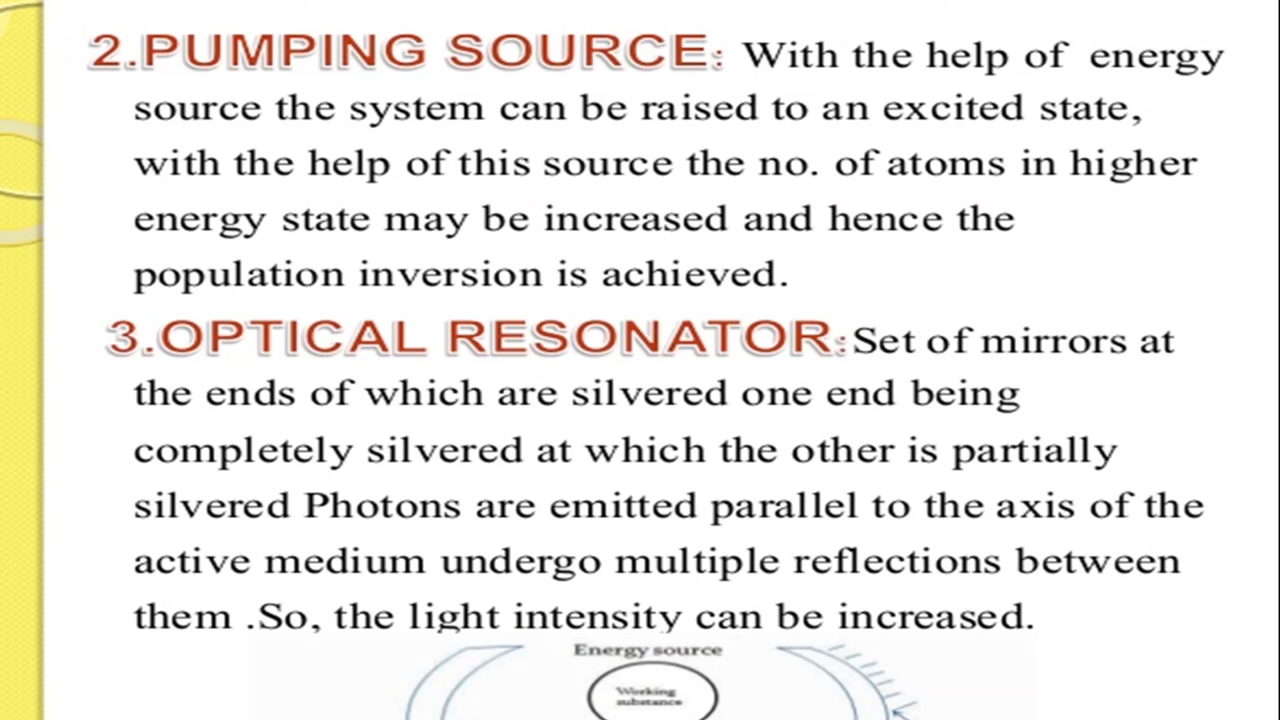 2.PUMPING SOURCE: With the help of energy
source the system can be raised to an excited state,
with the help of this source the no. of atoms in higher
energy state may be increased and hence the
population inversion is achieved.
3.OPTICAL RESONATOR:Set of mirrors at
the ends of which are silvered one end being
completely silvered at which the other is partially
silvered Photons are emitted parallel to the axis of the
active medium undergo multiple reflections between
them .So, the light intensity can be increased.
Energy source
Working
substance